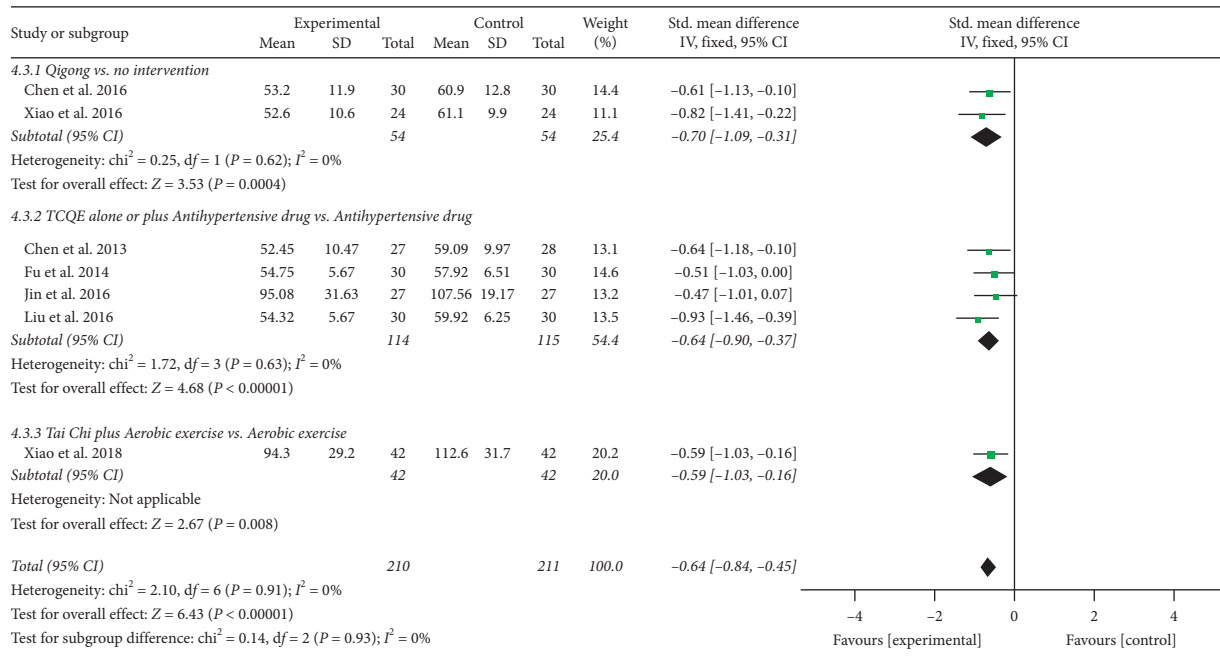 Study or subgroup Experimental Control Weight (%) Std. mean difference IV, fixed, 95% CI Std. mean difference IV, fixed, 95% CI
Mean SD Total Mean SD Total
4.3.1 Qigong vs. no intervention
Chen et al. 2016 53.2 11.9 30 60.9 12.8 30 14.4 –0.61 [–1.13, –0.10]
Xiao et al. 2016 52.6 10.6 24 61.1 9.9 24 11.1 –0.82 [–1.41, –0.22]
Subtotal (95% CI) 54 54 25.4 –0.70 [–1.09, –0.31]
Heterogeneity: chi² = 0.25, df = 1 (P = 0.62); I² = 0%
Test for overall effect: Z = 3.53 (P = 0.0004)
4.3.2 TCQE alone or plus Antihypertensive drug vs. Antihypertensive drug
Chen et al. 2013 52.45 10.47 27 59.09 9.97 28 13.1 –0.64 [–1.18, –0.10]
Fu et al. 2014 54.75 5.67 30 57.92 6.51 30 14.6 –0.51 [–1.03, 0.00]
Jin et al. 2016 95.08 31.63 27 107.56 19.17 27 13.2 –0.47 [–1.01, 0.07]
Liu et al. 2016 54.32 5.67 30 59.92 6.25 30 13.5 –0.93 [–1.46, –0.39]
Subtotal (95% CI) 114 115 54.4 –0.64 [–0.90, –0.37]
Heterogeneity: chi² = 1.72, df = 3 (P = 0.63); I² = 0%
Test for overall effect: Z = 4.68 (P < 0.00001)
4.3.3 Tai Chi plus Aerobic exercise vs. Aerobic exercise
Xiao et al. 2018 94.3 29.2 42 112.6 31.7 42 20.2 –0.59 [–1.03, –0.16]
Subtotal (95% CI) 42 42 20.0 –0.59 [–1.03, –0.16]
Heterogeneity: Not applicable
Test for overall effect: Z = 2.67 (P = 0.008)
Total (95% CI) 210 211 100.0 –0.64 [–0.84, –0.45]
Heterogeneity: chi² = 2.10, df = 6 (P = 0.91); I² = 0%
Test for overall effect: Z = 6.43 (P < 0.00001)
Test for subgroup difference: chi² = 0.14, df = 2 (P = 0.93); I² = 0%
–4 –2 0 2 4
Favours [experimental] Favours [control]